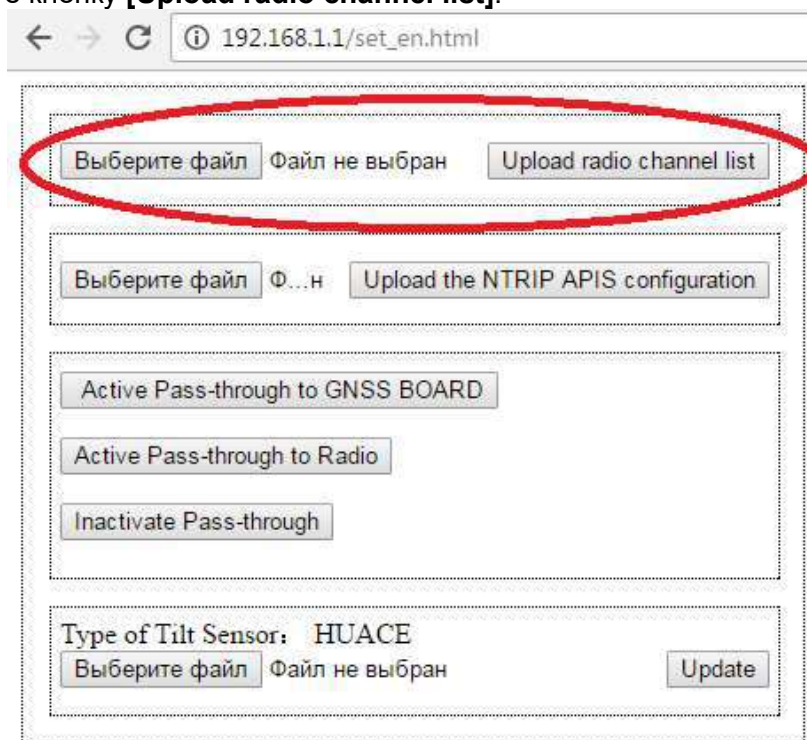 кнопку [Upload radio channel list].
192.168.1.1/set_en.html
Выберите файл Файл не выбран Upload radio channel list
Выберите файл Ф...н Upload the NTRIP APIS configuration
Active Pass-through to GNSS BOARD
Active Pass-through to Radio
Inactivate Pass-through
Type of Tilt Sensor： HUACE
Выберите файл Файл не выбран Update